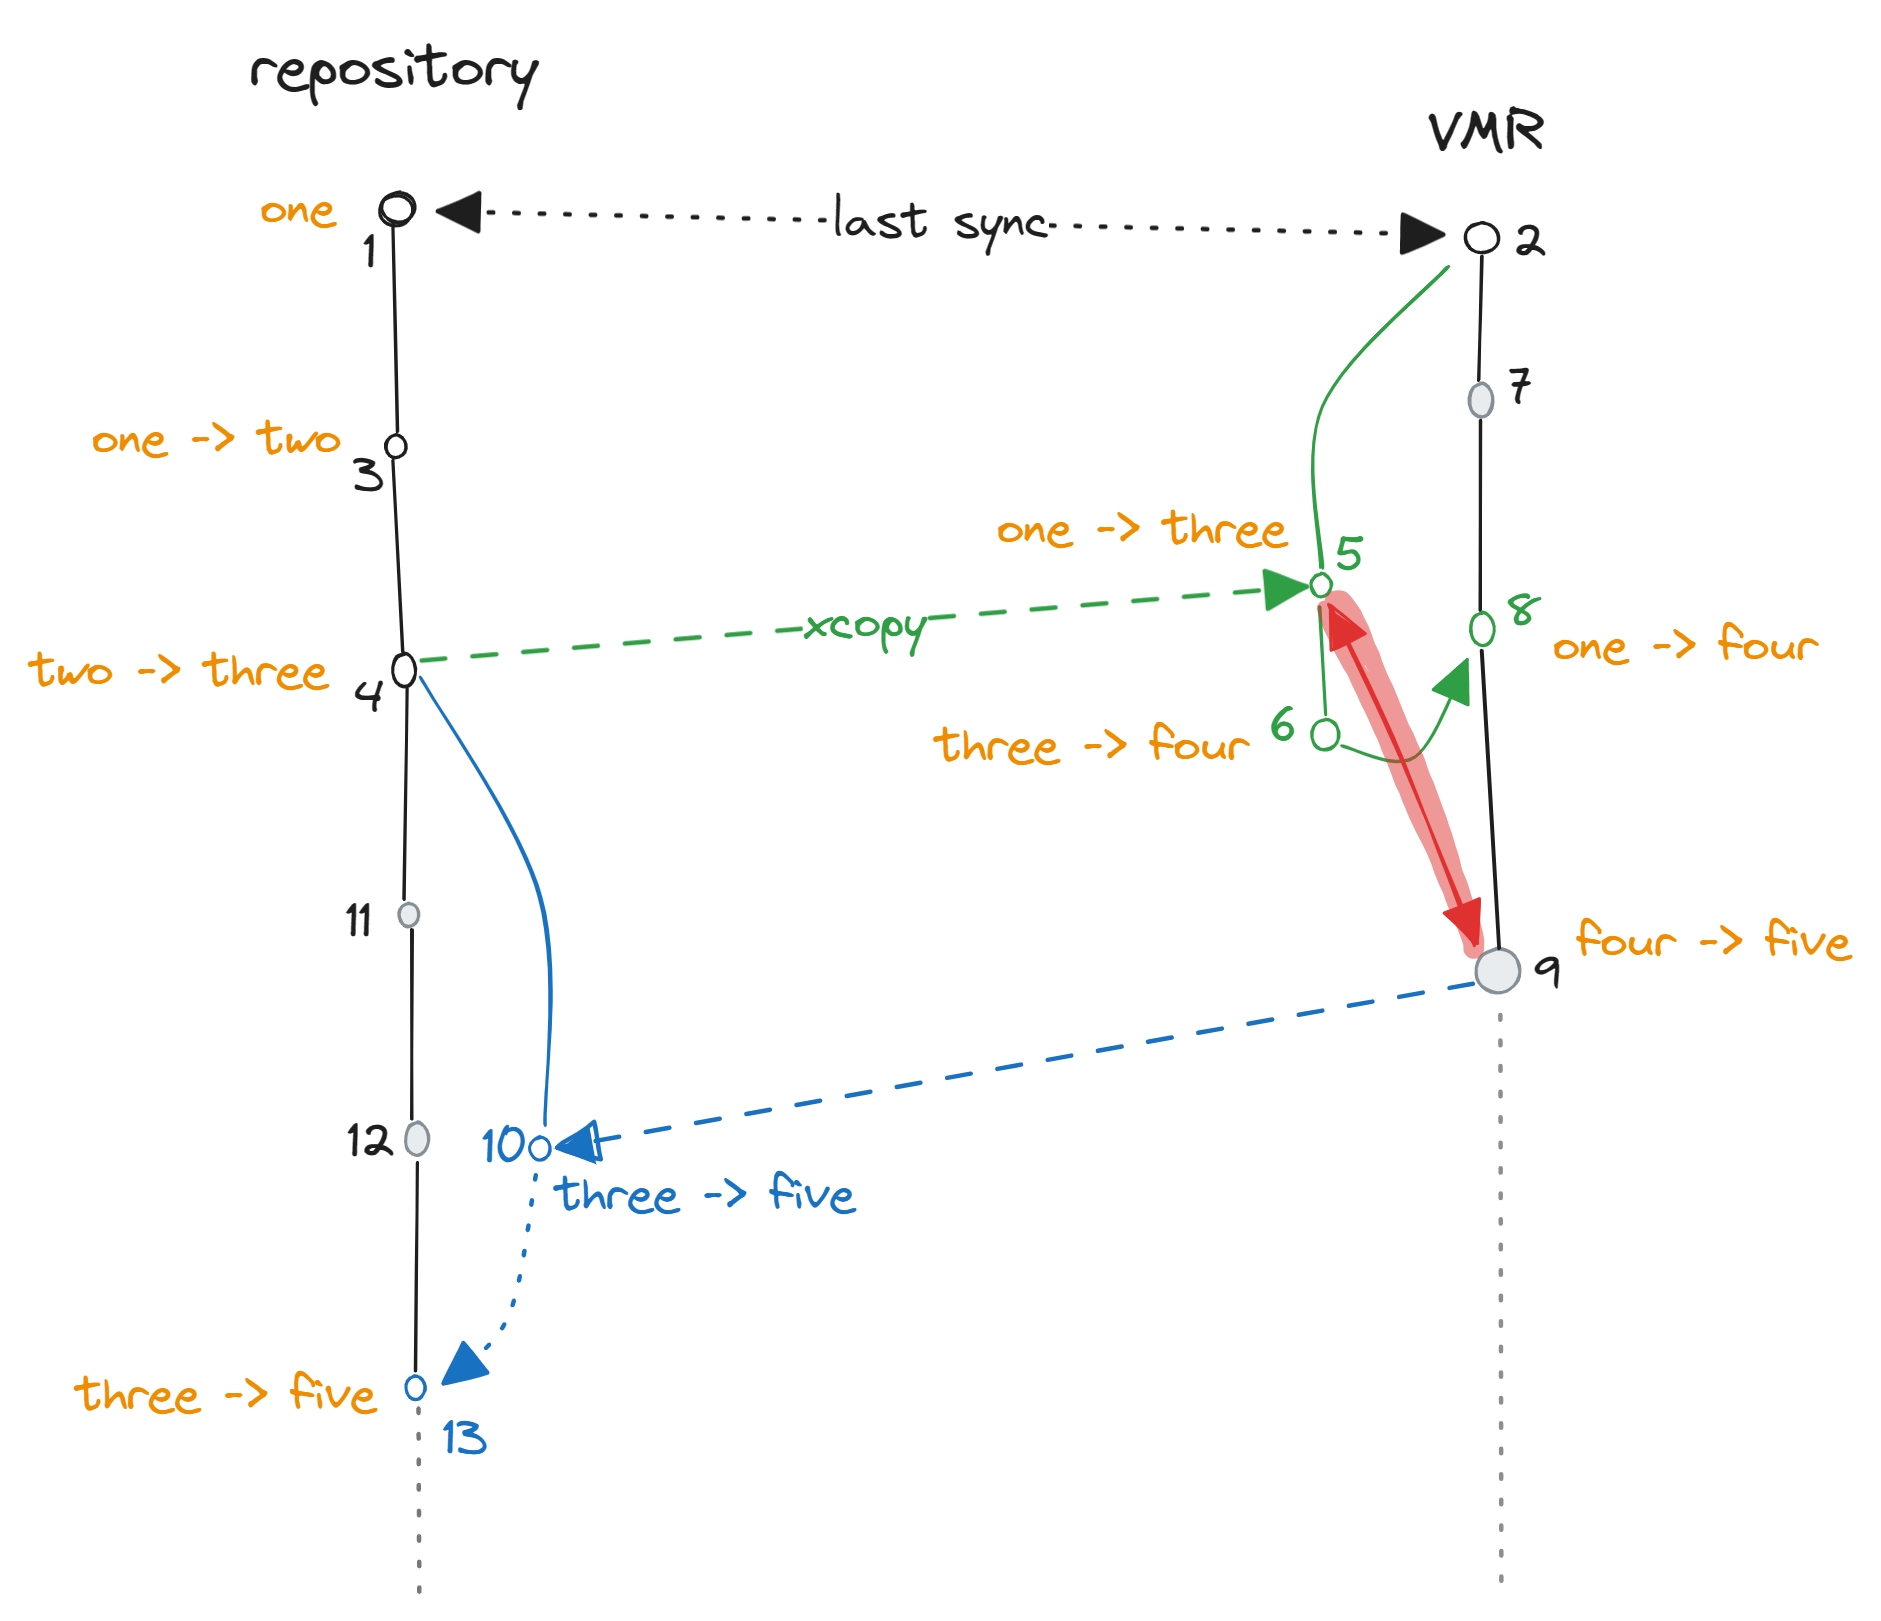 repository
VMR
one
last sync
1
2
7
one -> two
3
one -> three
5
8
xcopy
one -> four
two -> three
4
6
three -> four
11
four -> five
9
12
10
three -> five
three -> five
13